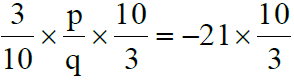 3/10 × p/q × 10/3 = −21 × 10/3